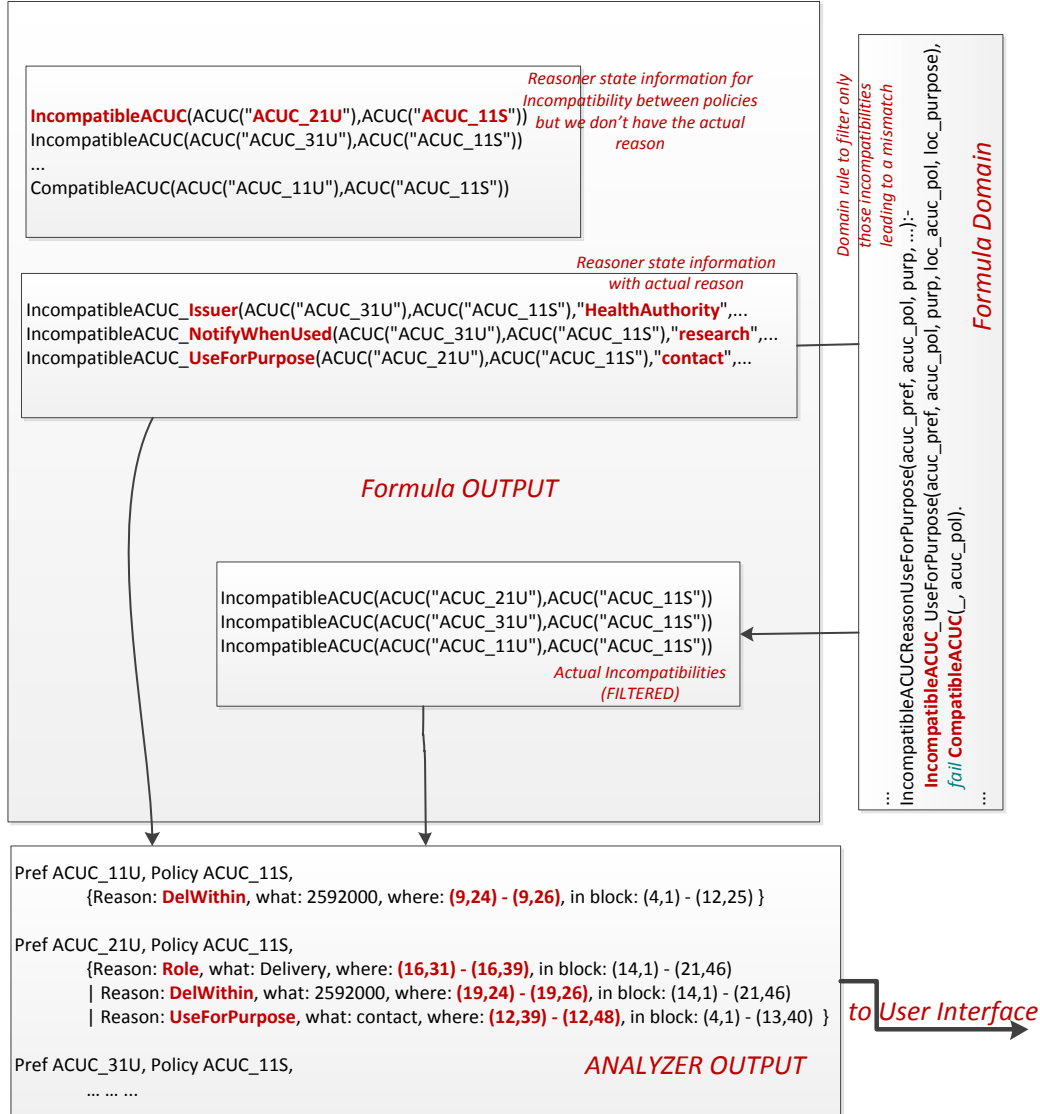 IncompatibleACUC(ACUC("ACUC_21U"),ACUC("ACUC_11S"))
IncompatibleACUC(ACUC("ACUC_31U"),ACUC("ACUC_11S"))
...
CompatibleACUC(ACUC("ACUC_11U"),ACUC("ACUC_11S"))
Reasoner state information for
Incompatibility between policies
but we don't have the actual
reason
Reasoner state information
with actual reason
IncompatibleACUC_Issuer(ACUC("ACUC_31U"),ACUC("ACUC_11S"),"HealthAuthority",...
IncompatibleACUC_NotifyWhenUsed(ACUC("ACUC_31U"),ACUC("ACUC_11S"),"research",...
IncompatibleACUC_UseForPurpose(ACUC("ACUC_21U"),ACUC("ACUC_11S"),"contact",...
Formula OUTPUT
IncompatibleACUC(ACUC("ACUC_21U"),ACUC("ACUC_11S"))
IncompatibleACUC(ACUC("ACUC_31U"),ACUC("ACUC_11S"))
IncompatibleACUC(ACUC("ACUC_11U"),ACUC("ACUC_11S"))
Actual Incompatibilities
(FILTERED)
Domain rule to filter only
those incompatibilities
leading to a mismatch
...
IncompatibleACUCReasonUseForPurpose(acuc_pref, acuc_pol, purp, ...):-
IncompatibleACUC_UseForPurpose(acuc_pref, acuc_pol, purp, loc_acuc_pol, loc_purpose),
fail CompatibleACUC(_, acuc_pol).
...
Formula Domain
Pref ACUC_11U, Policy ACUC_11S,
{Reason: DelWithin, what: 2592000, where: (9,24) - (9,26), in block: (4,1) - (12,25) }
Pref ACUC_21U, Policy ACUC_11S,
{Reason: Role, what: Delivery, where: (16,31) - (16,39), in block: (14,1) - (21,46)
| Reason: DelWithin, what: 2592000, where: (19,24) - (19,26), in block: (14,1) - (21,46)
| Reason: UseForPurpose, what: contact, where: (12,39) - (12,48), in block: (4,1) - (13,40) }
Pref ACUC_31U, Policy ACUC_11S,
... ... ...
ANALYZER OUTPUT
to User Interface